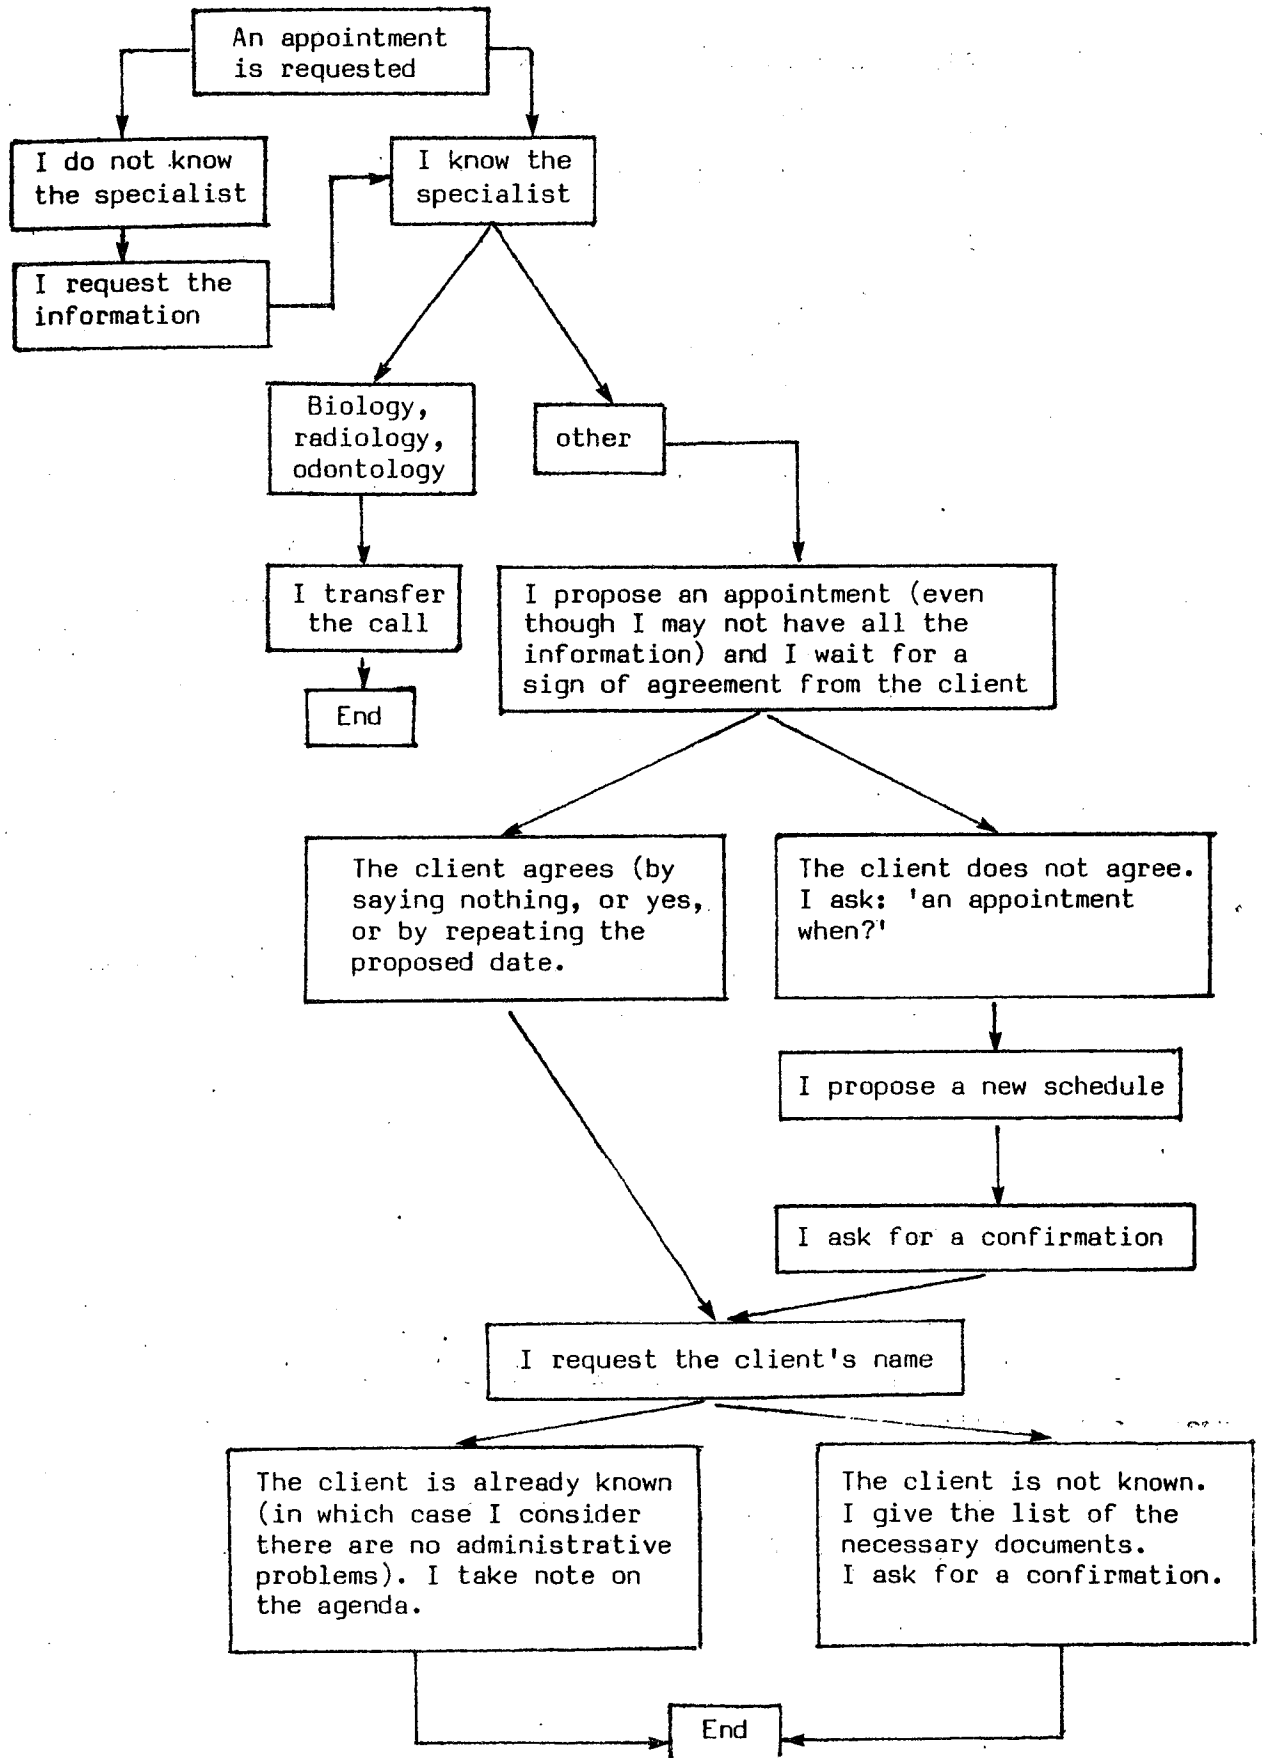 An appointment
is requested
I do not know
the specialist
I know the
specialist
I request the
information
Biology,
radiology,
odontology
other
I transfer
the call
I propose an appointment (even
though I may not have all the
information) and I wait for a
sign of agreement from the client
End
The client agrees (by
saying nothing, or yes,
or by repeating the
proposed date.
The client does not agree.
I ask: 'an appointment
when?'
I propose a new schedule
I ask for a confirmation
I request the client's name
The client is already known
(in which case I consider
there are no administrative
problems). I take note on
the agenda.
The client is not known.
I give the list of the
necessary documents.
I ask for a confirmation.
End